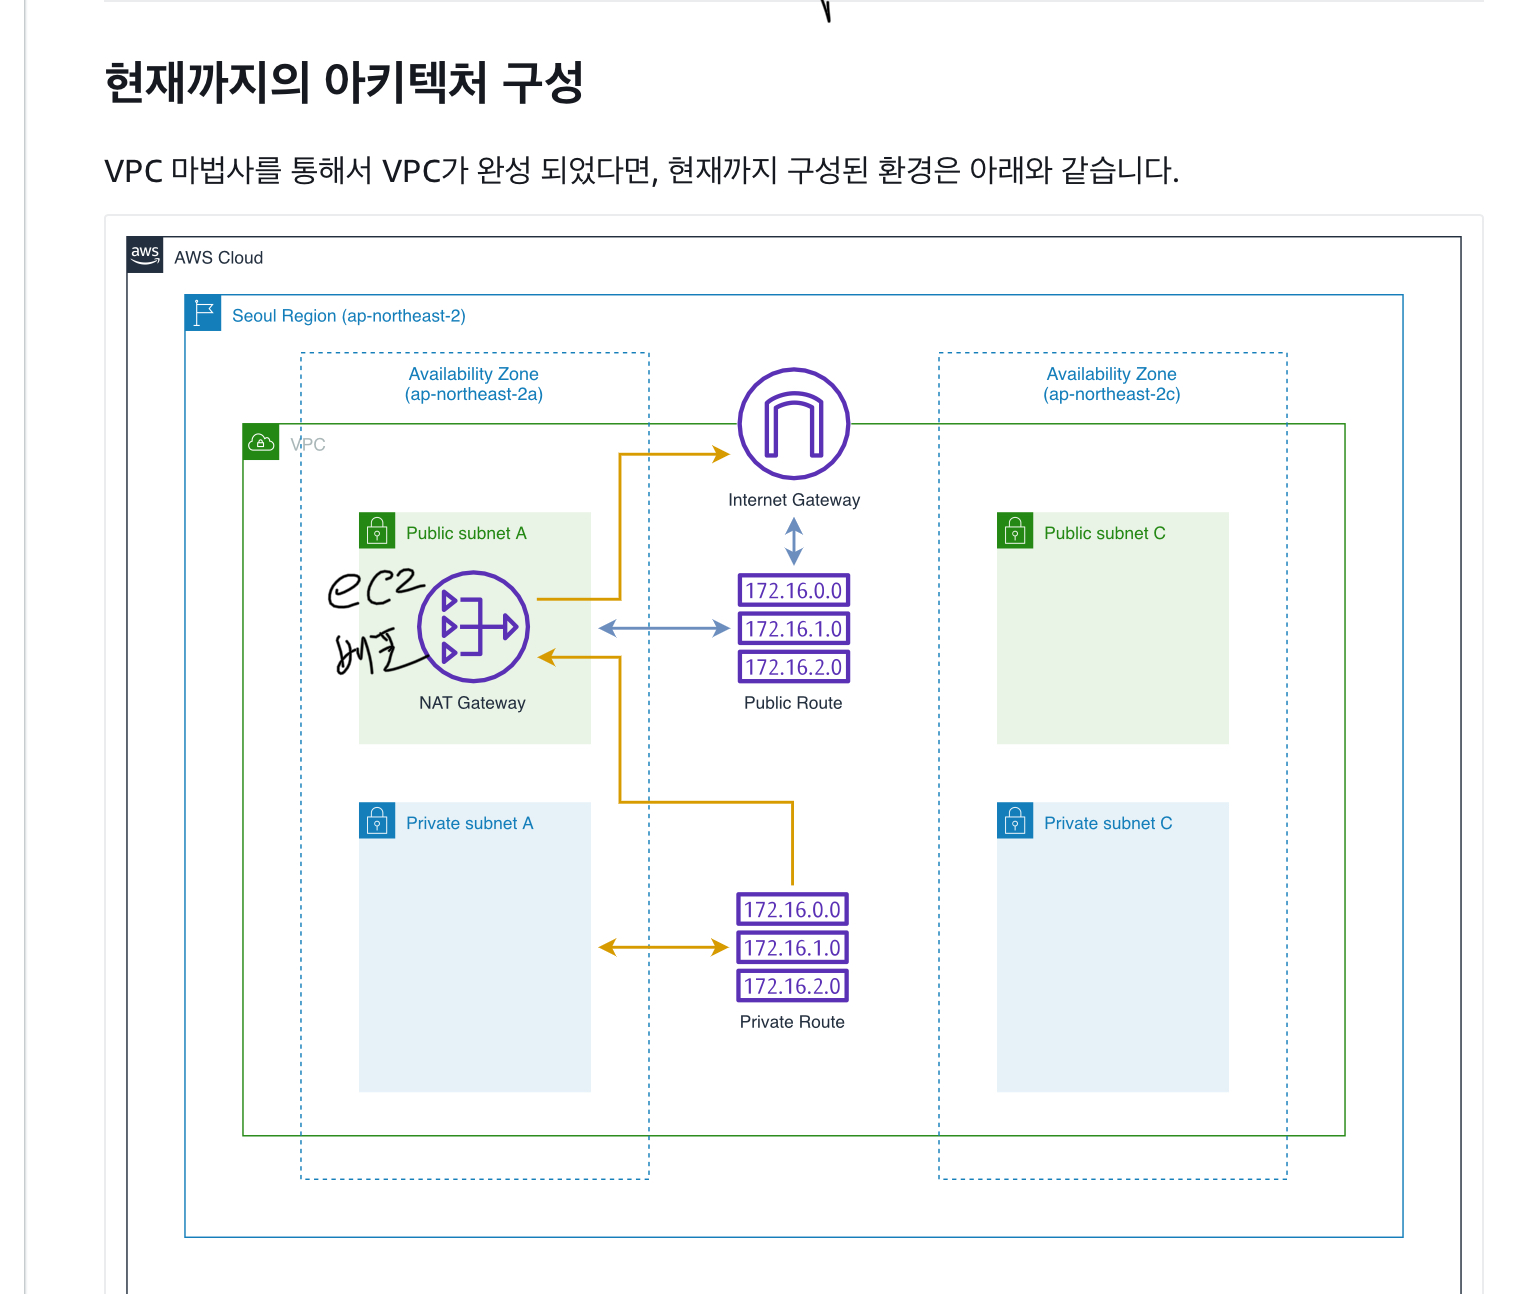 현재까지의 아키텍처 구성
VPC 마법사를 통해서 VPC가 완성 되었다면, 현재까지 구성된 환경은 아래와 같습니다.
aws
AWS Cloud
Seoul Region (ap-northeast-2)
Availability Zone
(ap-northeast-2a)
Availability Zone
(ap-northeast-2c)
VPC
Internet Gateway
Public subnet A
Public subnet C
EC2
배포
NAT Gateway
172.16.0.0
172.16.1.0
172.16.2.0
Public Route
Private subnet A
Private subnet C
172.16.0.0
172.16.1.0
172.16.2.0
Private Route